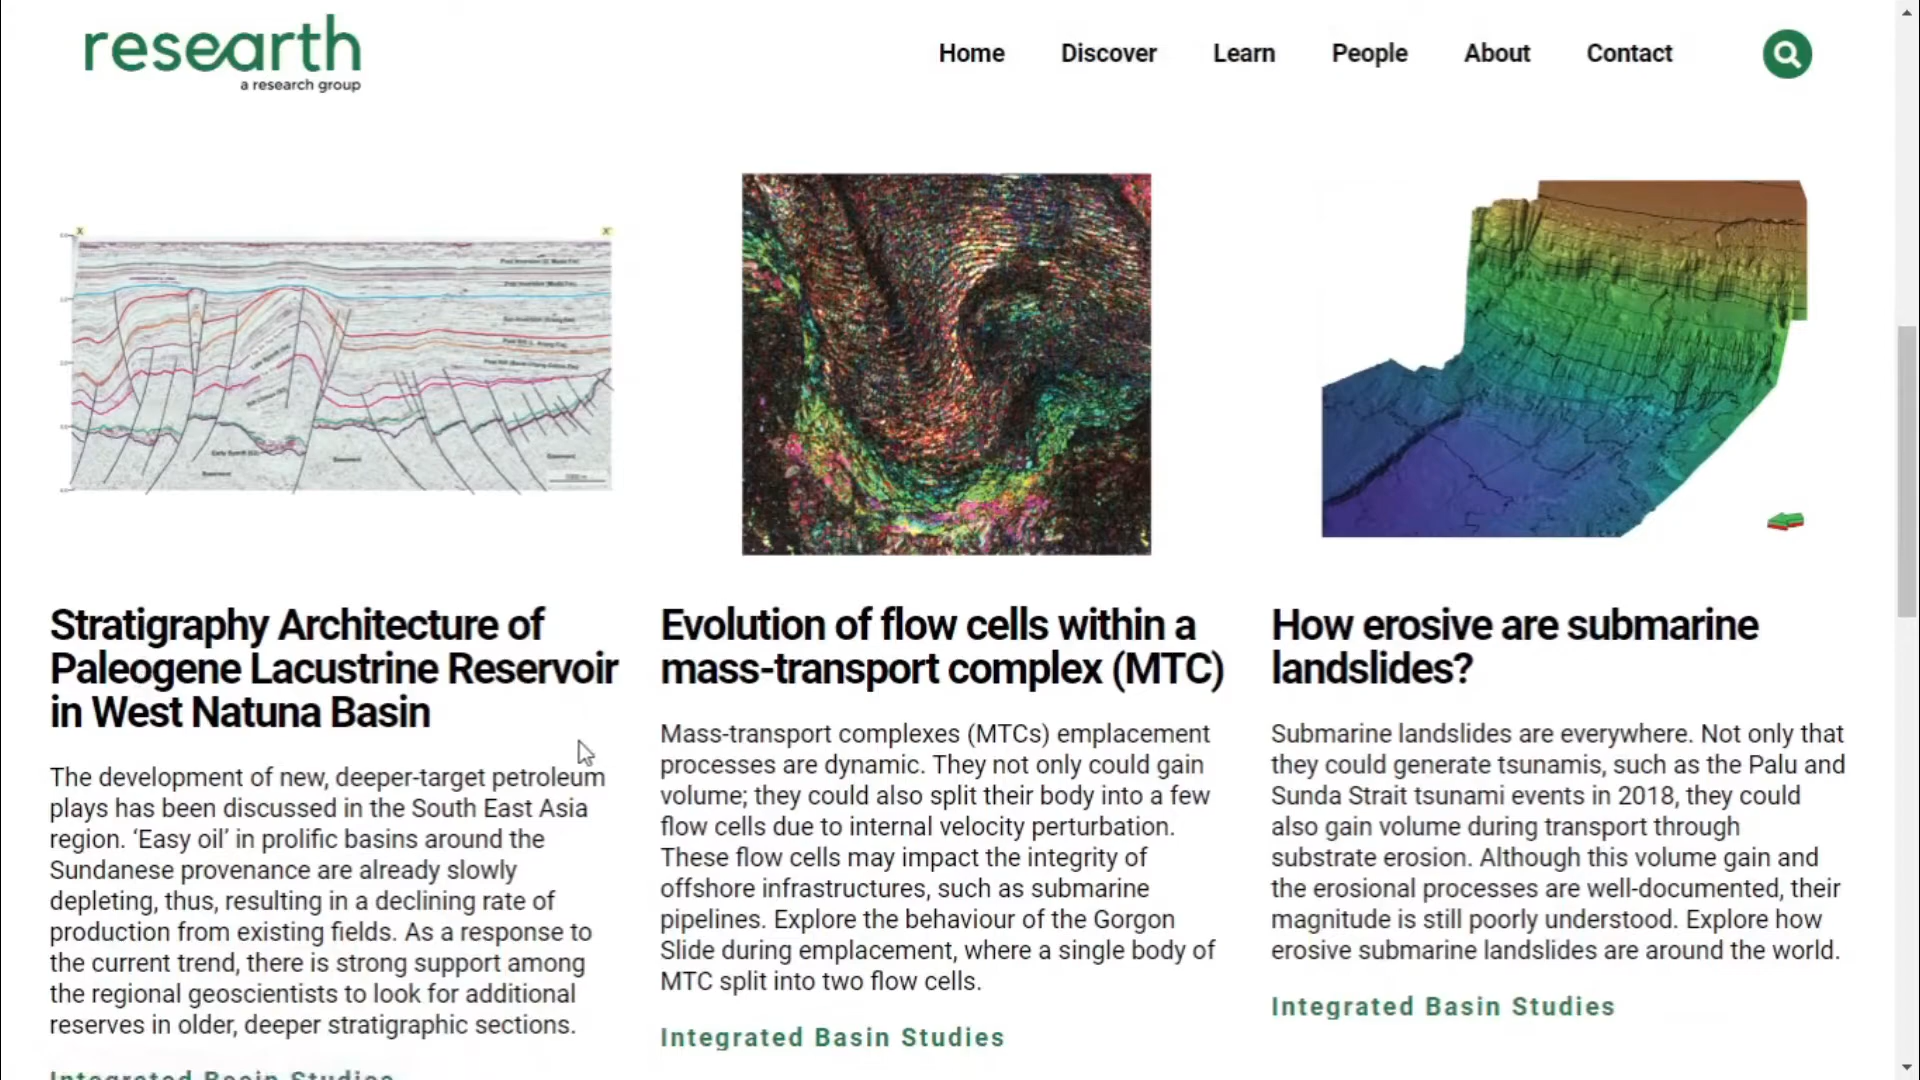 researth
a research group
Home
Discover
Learn
People
About
Contact
X
X'
Basement
Basement
Stratigraphy Architecture of
Paleogene Lacustrine Reservoir
in West Natuna Basin
The development of new, deeper-target petroleum
plays has been discussed in the South East Asia
region. ‘Easy oil’ in prolific basins around the
Sundanese provenance are already slowly
depleting, thus, resulting in a declining rate of
production from existing fields. As a response to
the current trend, there is strong support among
the regional geoscientists to look for additional
reserves in older, deeper stratigraphic sections.
Integrated Basin Studies
Evolution of flow cells within a
mass-transport complex (MTC)
Mass-transport complexes (MTCs) emplacement
processes are dynamic. They not only could gain
volume; they could also split their body into a few
flow cells due to internal velocity perturbation.
These flow cells may impact the integrity of
offshore infrastructures, such as submarine
pipelines. Explore the behaviour of the Gorgon
Slide during emplacement, where a single body of
MTC split into two flow cells.
Integrated Basin Studies
How erosive are submarine
landslides?
Submarine landslides are everywhere. Not only that
they could generate tsunamis, such as the Palu and
Sunda Strait tsunami events in 2018, they could
also gain volume during transport through
substrate erosion. Although this volume gain and
the erosional processes are well-documented, their
magnitude is still poorly understood. Explore how
erosive submarine landslides are around the world.
Integrated Basin Studies